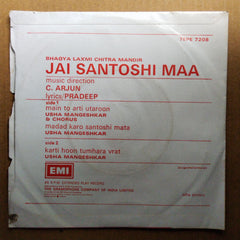 7EPE 7208
BHAGYA LAXMI CHITRA MANDIR
JAI SANTOSHI MAA
music direction
C. ARJUN
lyrics/PRADEEP
side 1
main to arti utaroon
USHA MANGESHKAR
& CHORUS
madad karo santoshi mata
USHA MANGESHKAR
side 2
karti hoon tumhara vrat
USHA MANGESHKAR
EMI
45 R.P.M. EXTENDED PLAY RECORD
THE GRAMOPHONE COMPANY OF INDIA LIMITED